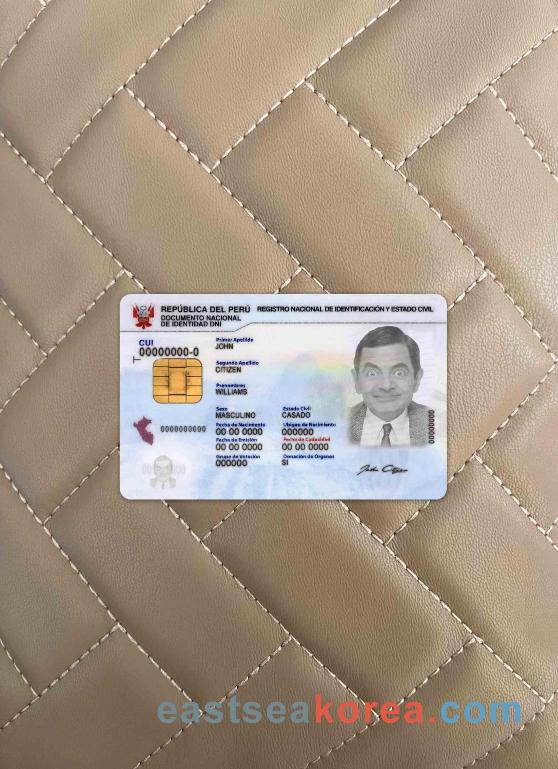 REPÚBLICA DEL PERÚ REGISTRO NACIONAL DE IDENTIFICACIÓN Y ESTADO CIVIL
DOCUMENTO NACIONAL
DE IDENTIDAD DNI
CUI
00000000-0
Primer Apellido
JOHN
Segundo Apellido
CITIZEN
Prenombres
WILLIAMS
Sexo Estado Civil
MASCULINO CASADO
Fecha de Nacimiento Ubigeo de Nacimiento
00 00 0000 000000
Fecha de Emisión Fecha de Caducidad
00 00 0000 00 00 0000
Grupo de Votación Donación de Órganos
000000 SI
0000000000
00000000
John Citizen
eastseakorea.com